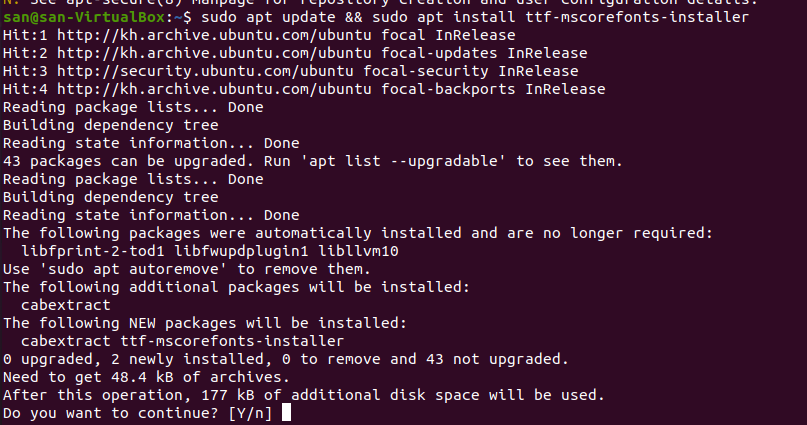 N: See apt-secure(8) manpage for repository creation and user configuration details.
san@san-VirtualBox:~$ sudo apt update && sudo apt install ttf-mscorefonts-installer
Hit:1 http://kh.archive.ubuntu.com/ubuntu focal InRelease
Hit:2 http://kh.archive.ubuntu.com/ubuntu focal-updates InRelease
Hit:3 http://security.ubuntu.com/ubuntu focal-security InRelease
Hit:4 http://kh.archive.ubuntu.com/ubuntu focal-backports InRelease
Reading package lists... Done
Building dependency tree
Reading state information... Done
43 packages can be upgraded. Run 'apt list --upgradable' to see them.
Reading package lists... Done
Building dependency tree
Reading state information... Done
The following packages were automatically installed and are no longer required:
  libfprint-2-tod1 libfwupdplugin1 libllvm10
Use 'sudo apt autoremove' to remove them.
The following additional packages will be installed:
  cabextract
The following NEW packages will be installed:
  cabextract ttf-mscorefonts-installer
0 upgraded, 2 newly installed, 0 to remove and 43 not upgraded.
Need to get 48.4 kB of archives.
After this operation, 177 kB of additional disk space will be used.
Do you want to continue? [Y/n]